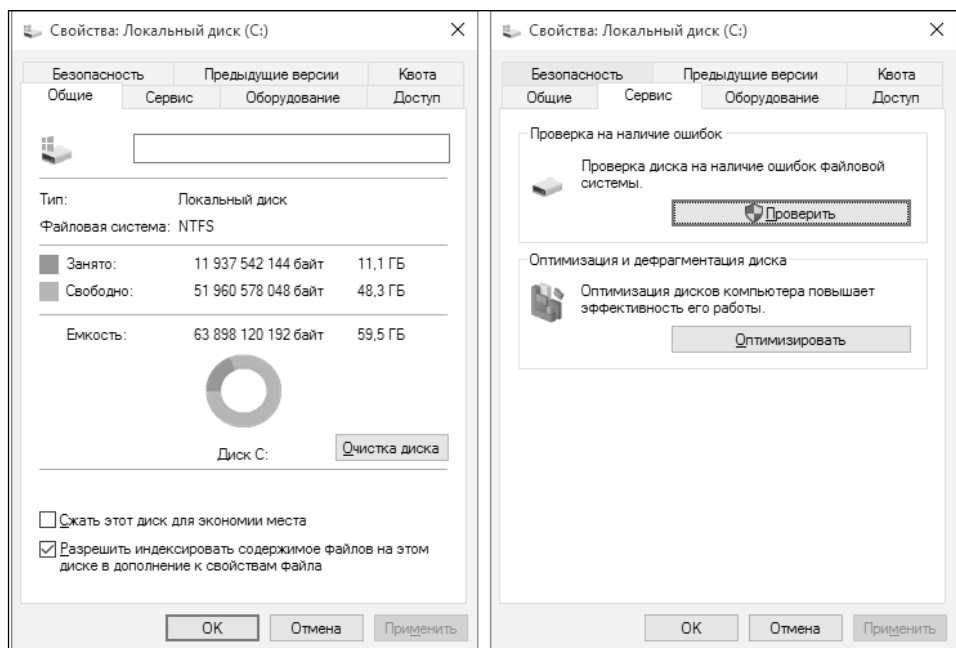 Свойства: Локальный диск (C:)
Безопасность Предыдущие версии Квота
Общие Сервис Оборудование Доступ
Тип: Локальный диск
Файловая система: NTFS
Занято: 11 937 542 144 байт 11,1 ГБ
Свободно: 51 960 578 048 байт 48,3 ГБ
Емкость: 63 898 120 192 байт 59,5 ГБ
Диск C: Очистка диска
Сжать этот диск для экономии места
Разрешить индексировать содержимое файлов на этом
диске в дополнение к свойствам файла
OK Отмена Применить
Свойства: Локальный диск (C:)
Безопасность Предыдущие версии Квота
Общие Сервис Оборудование Доступ
Проверка на наличие ошибок
Проверка диска на наличие ошибок файловой
системы.
Проверить
Оптимизация и дефрагментация диска
Оптимизация дисков компьютера повышает
эффективность его работы.
Оптимизировать
OK Отмена Применить